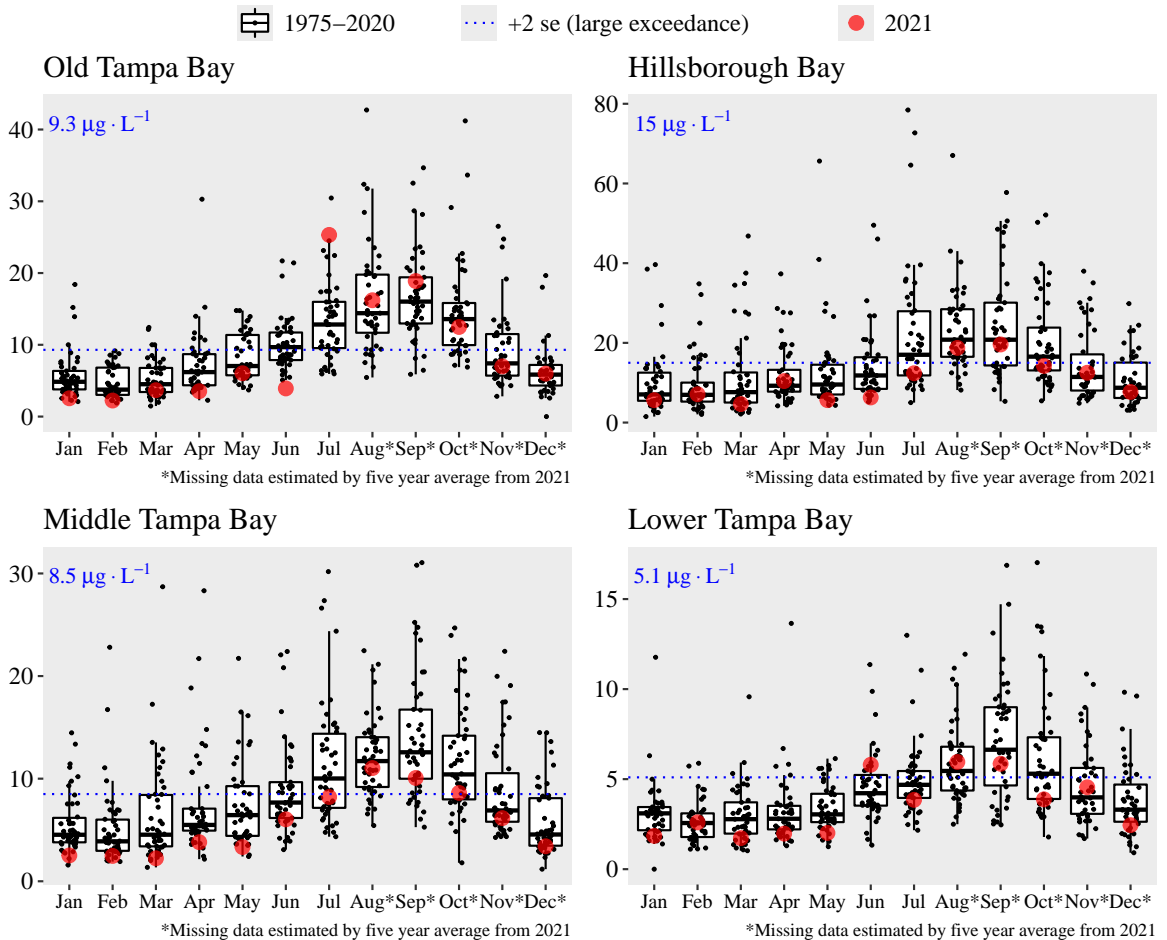 1975–2020 +2 se (large exceedance) 2021
Old Tampa Bay
9.3 μg · L⁻¹
40
30
20
10
0
Jan Feb Mar Apr May Jun Jul Aug* Sep* Oct* Nov* Dec*
*Missing data estimated by five year average from 2021
Hillsborough Bay
15 μg · L⁻¹
80
60
40
20
0
Jan Feb Mar Apr May Jun Jul Aug* Sep* Oct* Nov* Dec*
*Missing data estimated by five year average from 2021
Middle Tampa Bay
8.5 μg · L⁻¹
30
20
10
0
Jan Feb Mar Apr May Jun Jul Aug* Sep* Oct* Nov* Dec*
*Missing data estimated by five year average from 2021
Lower Tampa Bay
5.1 μg · L⁻¹
15
10
5
0
Jan Feb Mar Apr May Jun Jul Aug* Sep* Oct* Nov* Dec*
*Missing data estimated by five year average from 2021